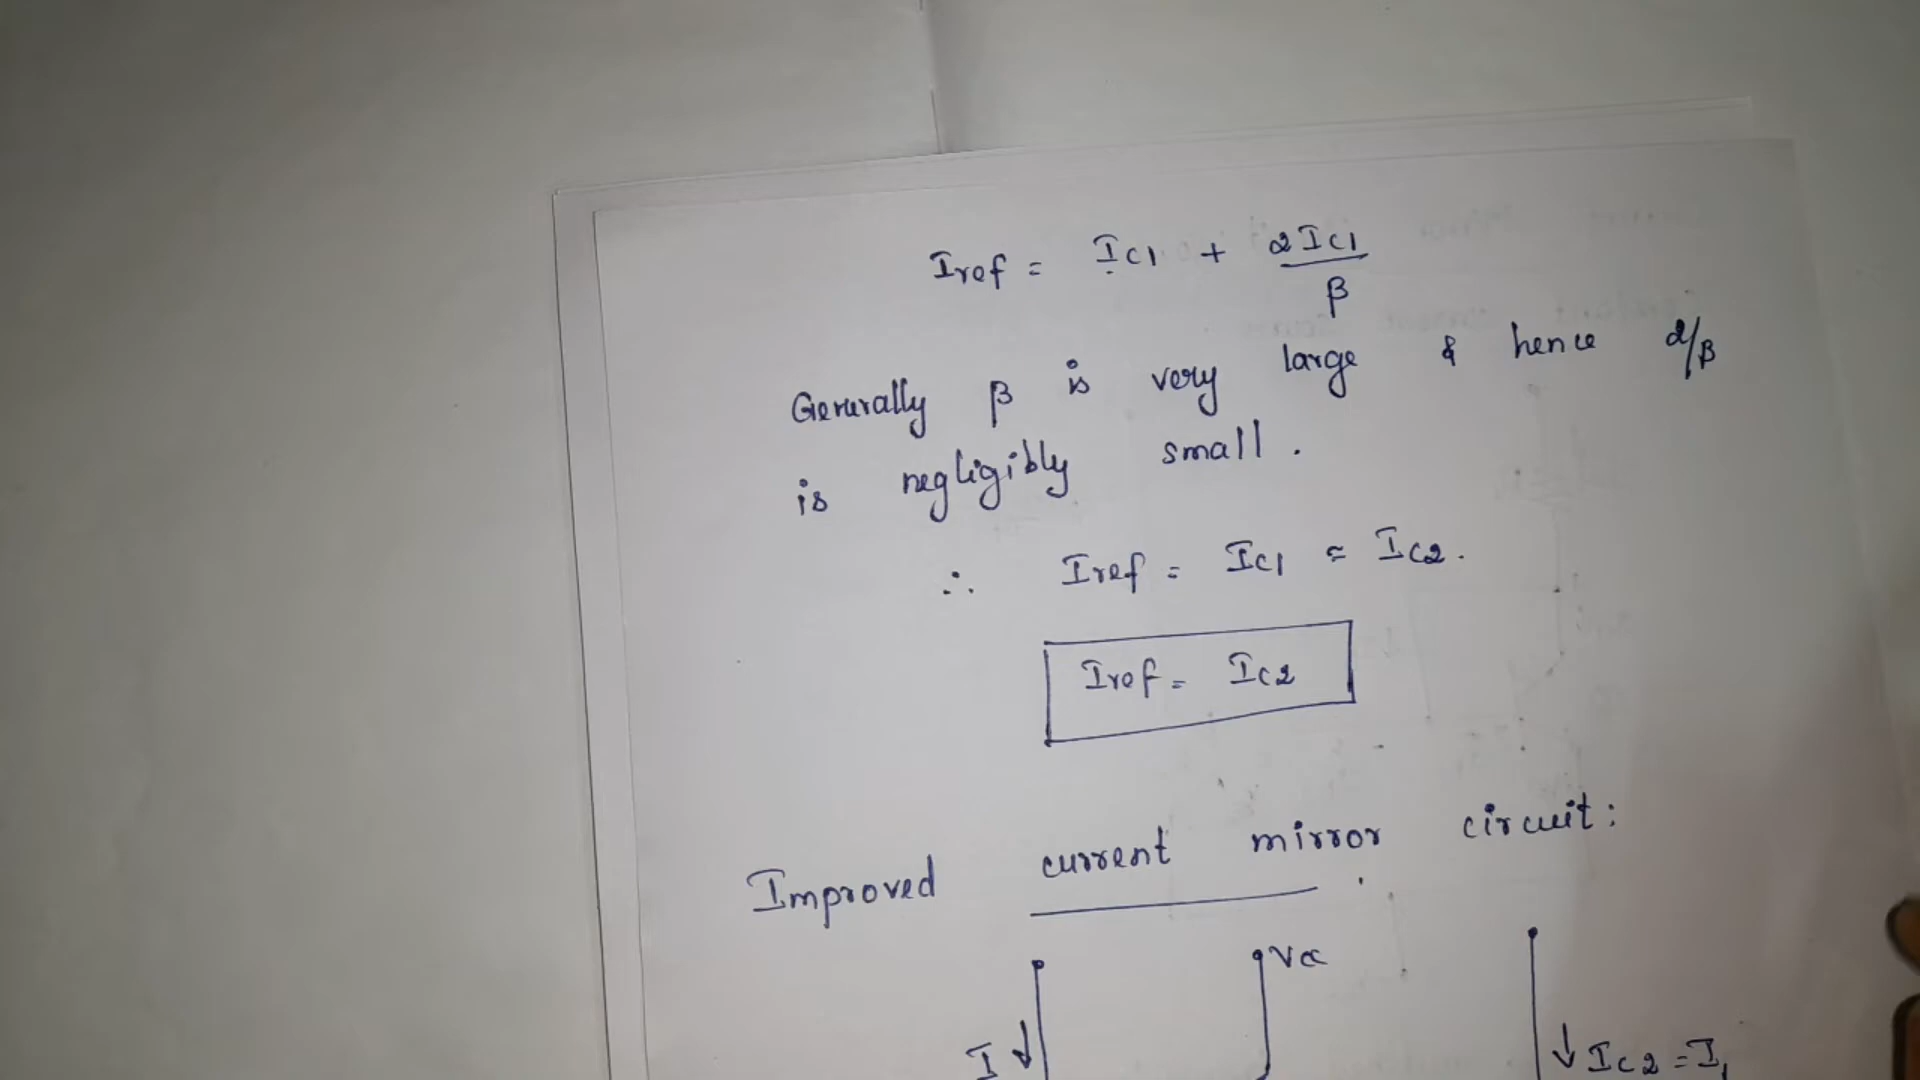 Iref = IC1 + 2IC1/β
Generally β is very large & hence 2/β
is negligibly small.
∴ Iref = IC1 ≈ IC2.
Iref = IC2
Improved current mirror circuit:
Vcc
I ↓ ↓ IC2 = I1